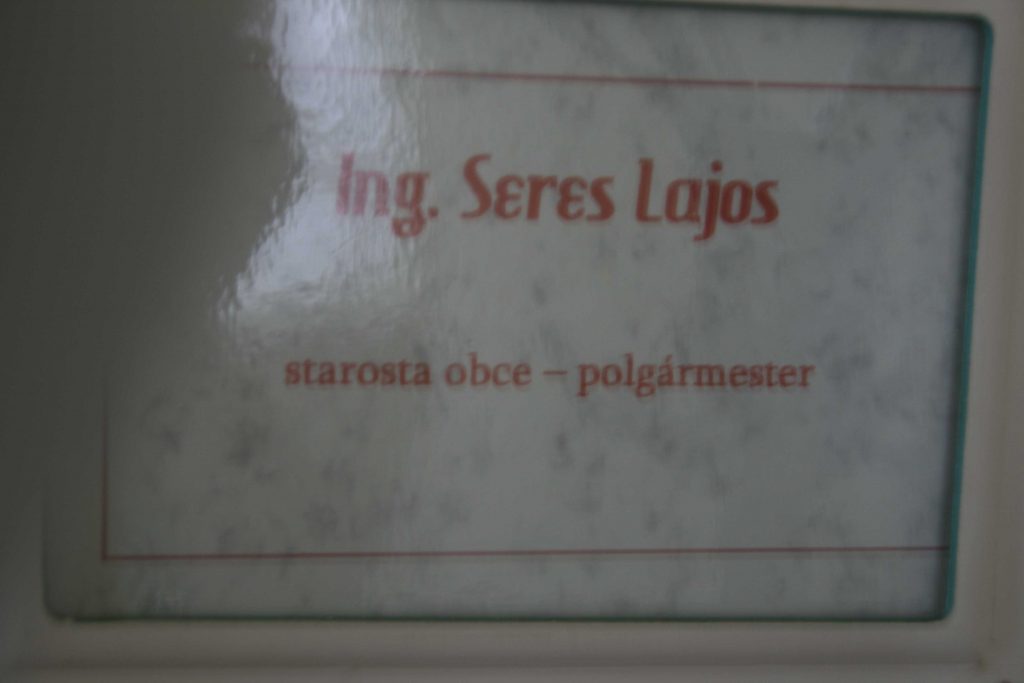 Ing. Seres Lajos
starosta obce – polgármester